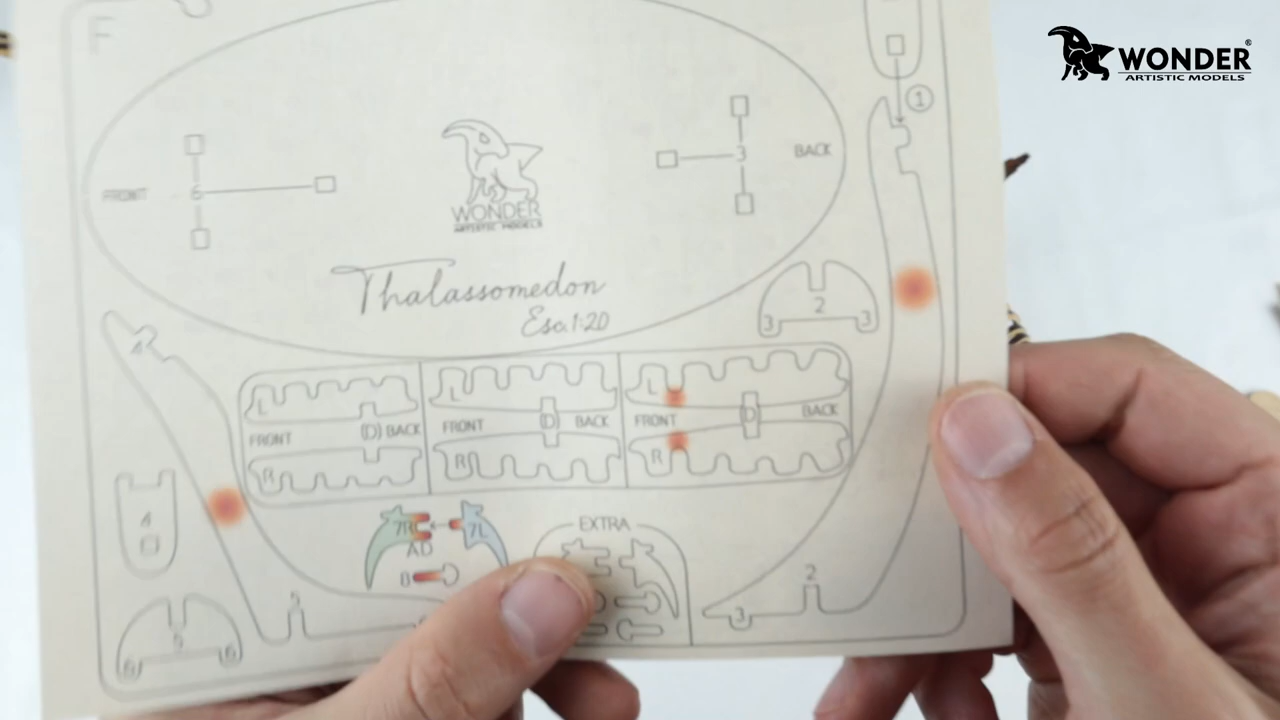 F
WONDER®
ARTISTIC MODELS
1
FRONT 6
3 BACK
WONDER
ARTISTIC MODELS
Thalassomedon
Esc.1:20
2
3 3
4
L L L
FRONT (D) BACK FRONT (D) BACK FRONT (D) BACK
R R R
4
7R 7L
AD
8
EXTRA
5 2
3
5
6 6